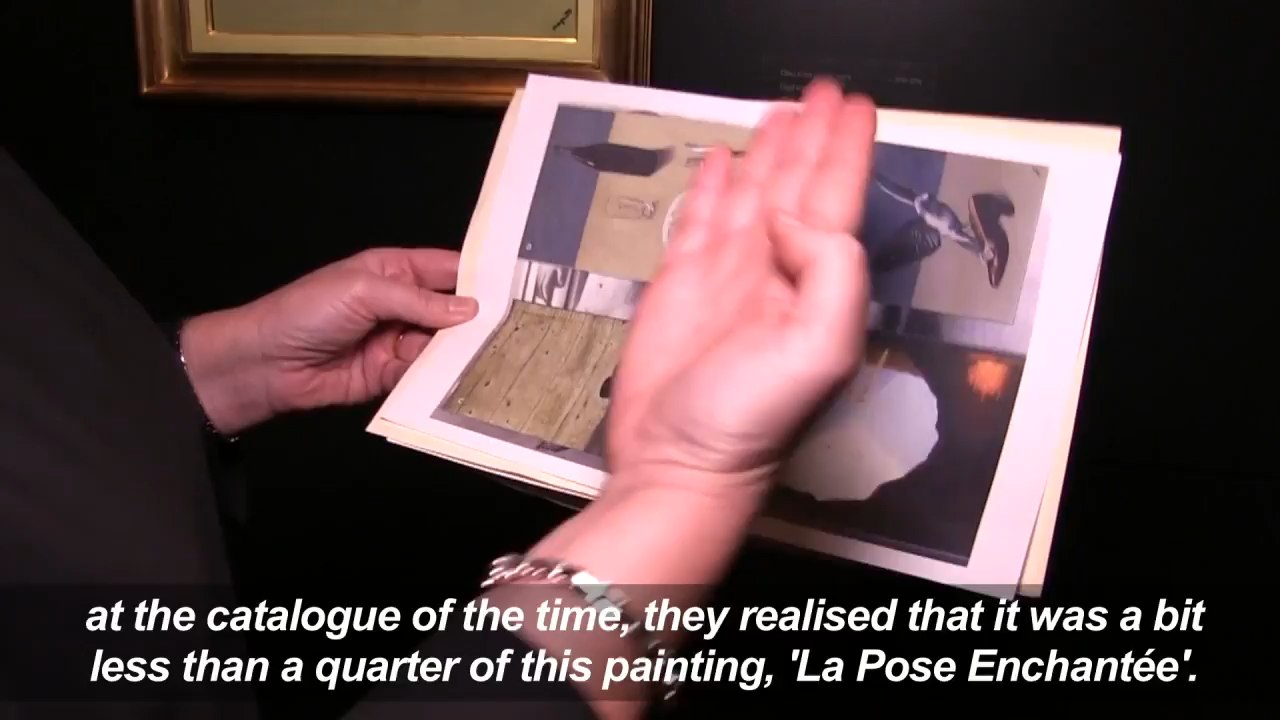 at the catalogue of the time, they realised that it was a bit
less than a quarter of this painting, 'La Pose Enchantée'.